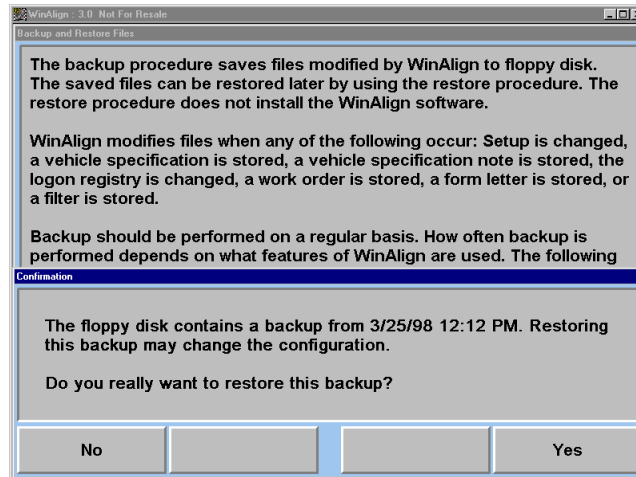 WinAlign : 3.0 Not For Resale
Backup and Restore Files
The backup procedure saves files modified by WinAlign to floppy disk.
The saved files can be restored later by using the restore procedure. The
restore procedure does not install the WinAlign software.
WinAlign modifies files when any of the following occur: Setup is changed,
a vehicle specification is stored, a vehicle specification note is stored, the
logon registry is changed, a work order is stored, a form letter is stored, or
a filter is stored.
Backup should be performed on a regular basis. How often backup is
performed depends on what features of WinAlign are used. The following
Confirmation
The floppy disk contains a backup from 3/25/98 12:12 PM. Restoring
this backup may change the configuration.
Do you really want to restore this backup?
No
Yes